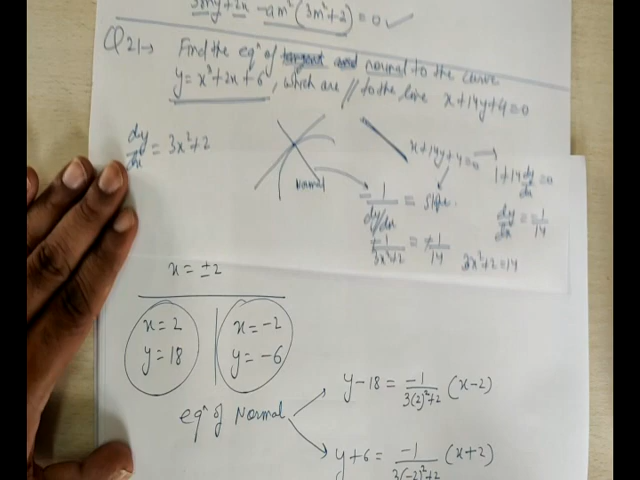 +2x - am²(3m²+2) = 0 ✓
Q 21→ Find the eqⁿ of tangent and normal to the curve
y = x³+2x+6, which are // to the line x+14y+4=0
dy/dx = 3x²+2
Normal
x+14y+4=0 →
1+14 dy/dx = 0
dy/dx = -1/14
-1/(dy/dx) = slope.
-1/(3x²+2) = -1/14
3x²+2=14
x = ±2
x = 2
y = 18
x = -2
y = -6
eqⁿ of Normal
y-18 = -1/(3(2)²+2) (x-2)
y+6 = -1/(3(-2)²+2) (x+2)